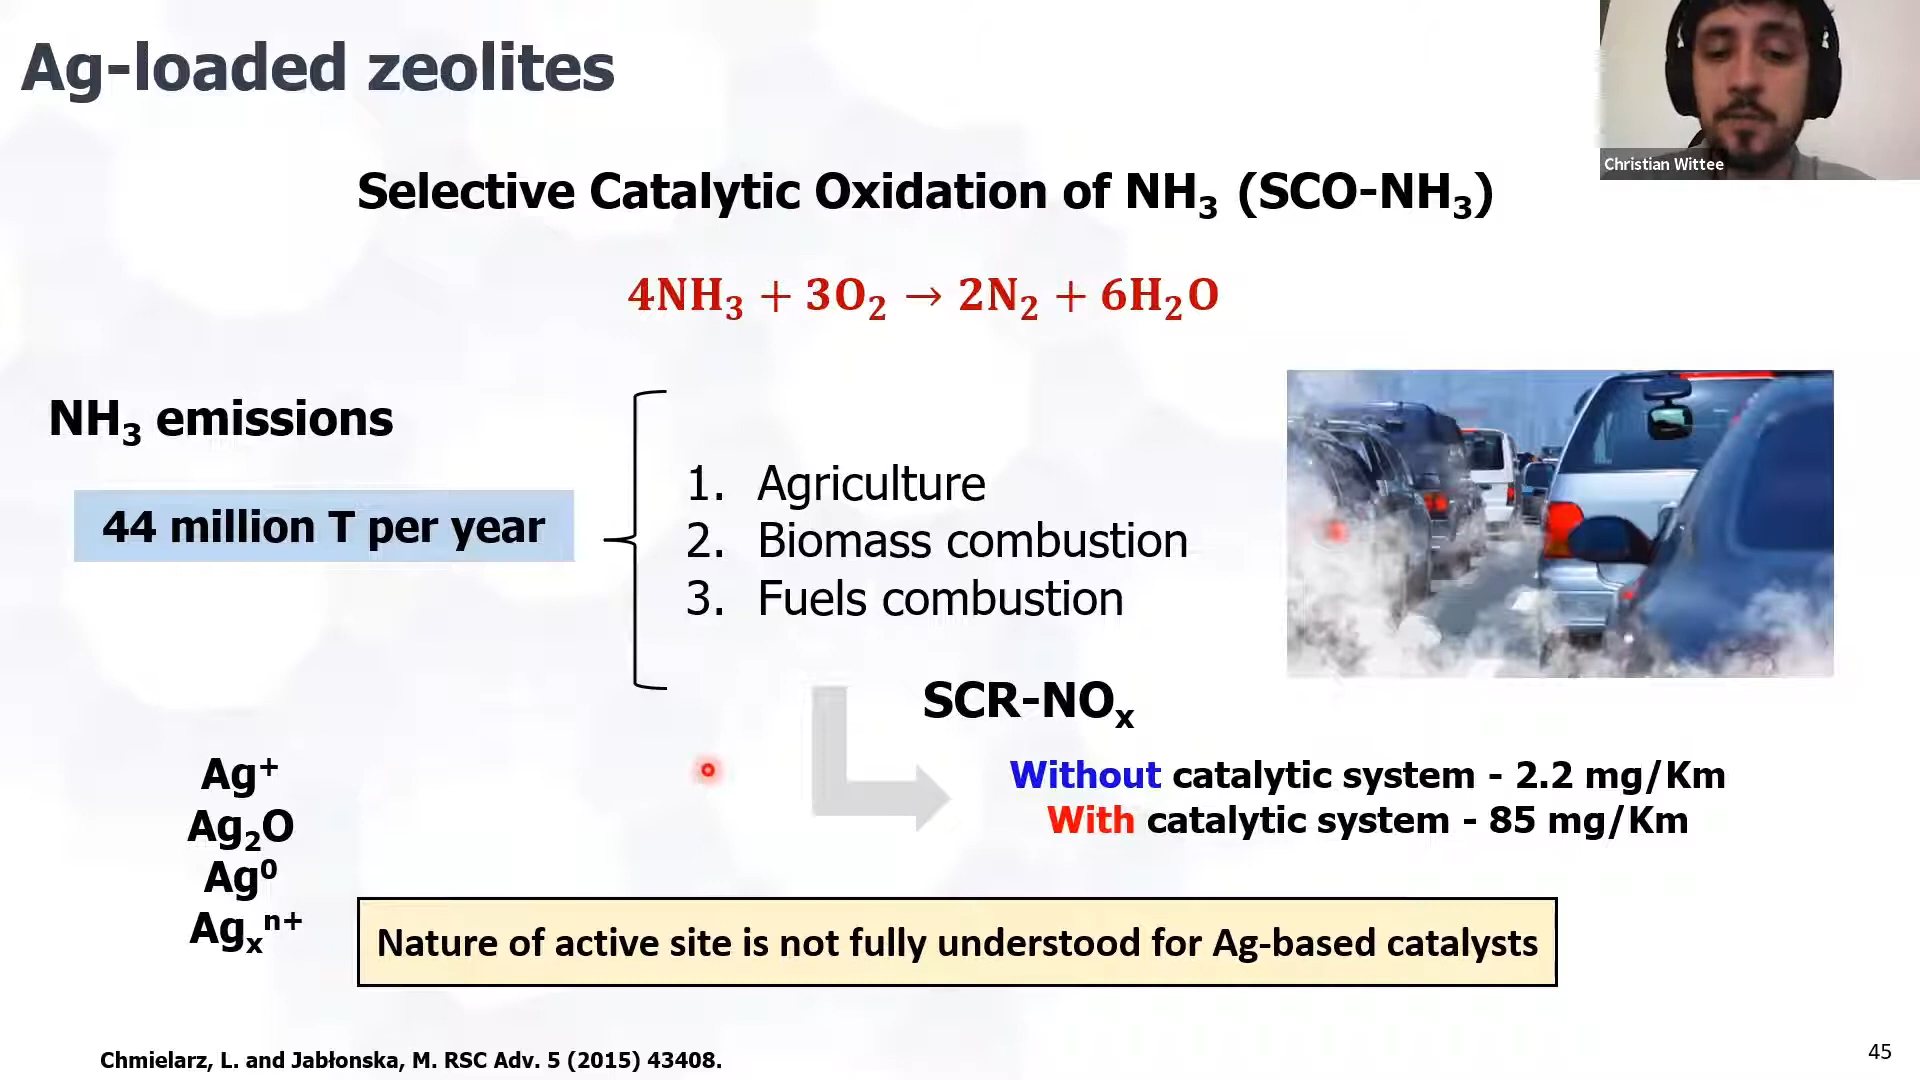 Ag-loaded zeolites
Christian Wittee
Selective Catalytic Oxidation of NH₃ (SCO-NH₃)
4NH₃ + 3O₂ → 2N₂ + 6H₂O
NH₃ emissions
44 million T per year
1. Agriculture
2. Biomass combustion
3. Fuels combustion
SCR-NOₓ
Without catalytic system - 2.2 mg/Km
With catalytic system - 85 mg/Km
Ag⁺
Ag₂O
Ag⁰
Agₓⁿ⁺
Nature of active site is not fully understood for Ag-based catalysts
Chmielarz, L. and Jabłonska, M. RSC Adv. 5 (2015) 43408.
45